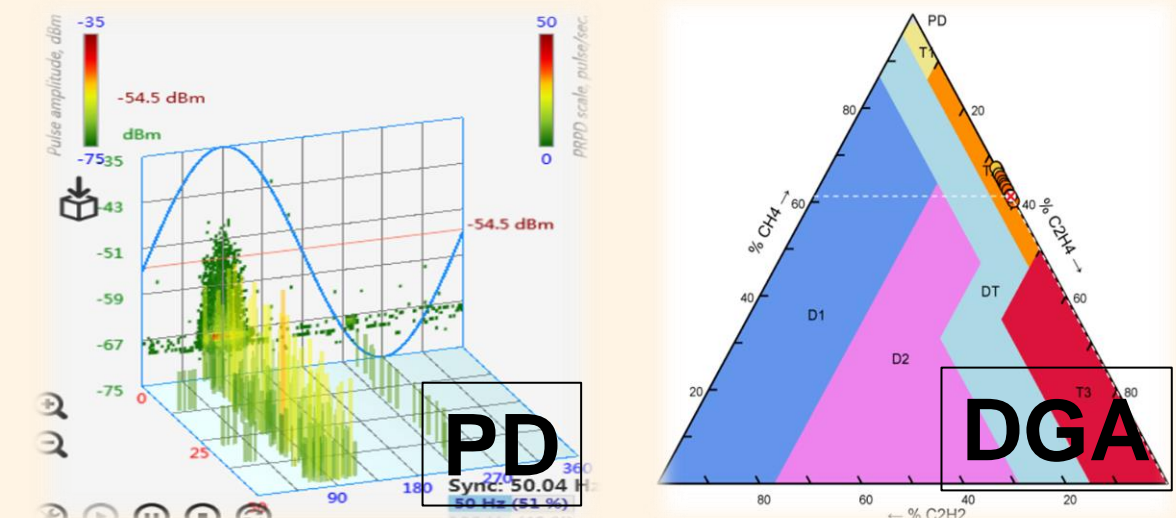 -35
Pulse amplitude, dBm
-54.5 dBm
dBm
-75
35
-43
-51
-59
-67
-75
50
PRPD scale, pulse/sec.
0
-54.5 dBm
0
25
50
90
180
270
360
PD
Sync: 50.04 Hz
50 Hz (51 %)
PD
T1
80
20
60
% CH4 →
40
% C2H4 →
40
60
DT
D1
D2
20
T3
80
DGA
80
60
40
20
← % C2H2